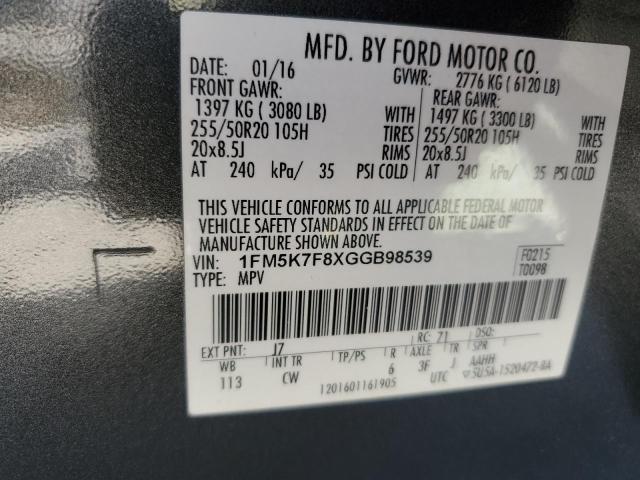 MFD. BY FORD MOTOR CO.
DATE: 01/16 GVWR: 2776 KG ( 6120 LB)
FRONT GAWR: REAR GAWR:
1397 KG ( 3080 LB) WITH 1497 KG ( 3300 LB) WITH
255/50R20 105H TIRES 255/50R20 105H TIRES
20x8.5J RIMS 20x8.5J RIMS
AT 240 kPa/ 35 PSI COLD AT 240 kPa/ 35 PSI COLD
THIS VEHICLE CONFORMS TO ALL APPLICABLE FEDERAL MOTOR
VEHICLE SAFETY STANDARDS IN EFFECT ON THE DATE OF
MANUFACTURE SHOWN ABOVE.
VIN: 1FM5K7F8XGGB98539 F0215
TYPE: MPV T0098
EXT PNT: J7 RC: 71 DSO:
WB INT TR TP/PS R AXLE TR SPR
113 CW 6 3F J AAHH
1201601161905 UTC 5U5A-1520472-BA